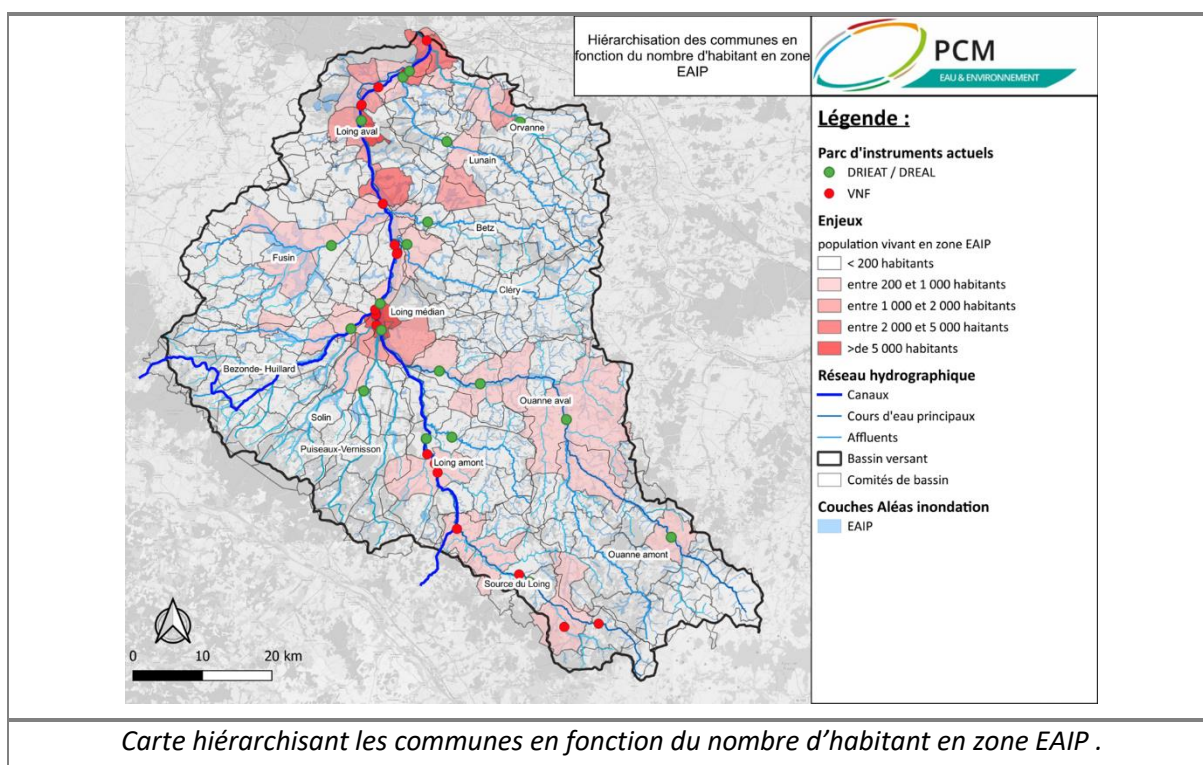 Hiérarchisation des communes en
fonction du nombre d'habitant en zone
EAIP
PCM
EAU & ENVIRONNEMENT
Légende :
Parc d'instruments actuels
DRIEAT / DREAL
VNF
Enjeux
population vivant en zone EAIP
< 200 habitants
entre 200 et 1 000 habitants
entre 1 000 et 2 000 habitants
entre 2 000 et 5 000 haitants
>de 5 000 habitants
Réseau hydrographique
Canaux
Cours d'eau principaux
Affluents
Bassin versant
Comités de bassin
Couches Aléas inondation
EAIP
Loing aval
Orvanne
Lunain
Betz
Fusin
Cléry
Loing médian
Bezonde- Huillard
Ouanne aval
Solin
Puiseaux-Vernisson
Loing amont
Ouanne amont
Source du Loing
0 10 20 km
Carte hiérarchisant les communes en fonction du nombre d’habitant en zone EAIP .